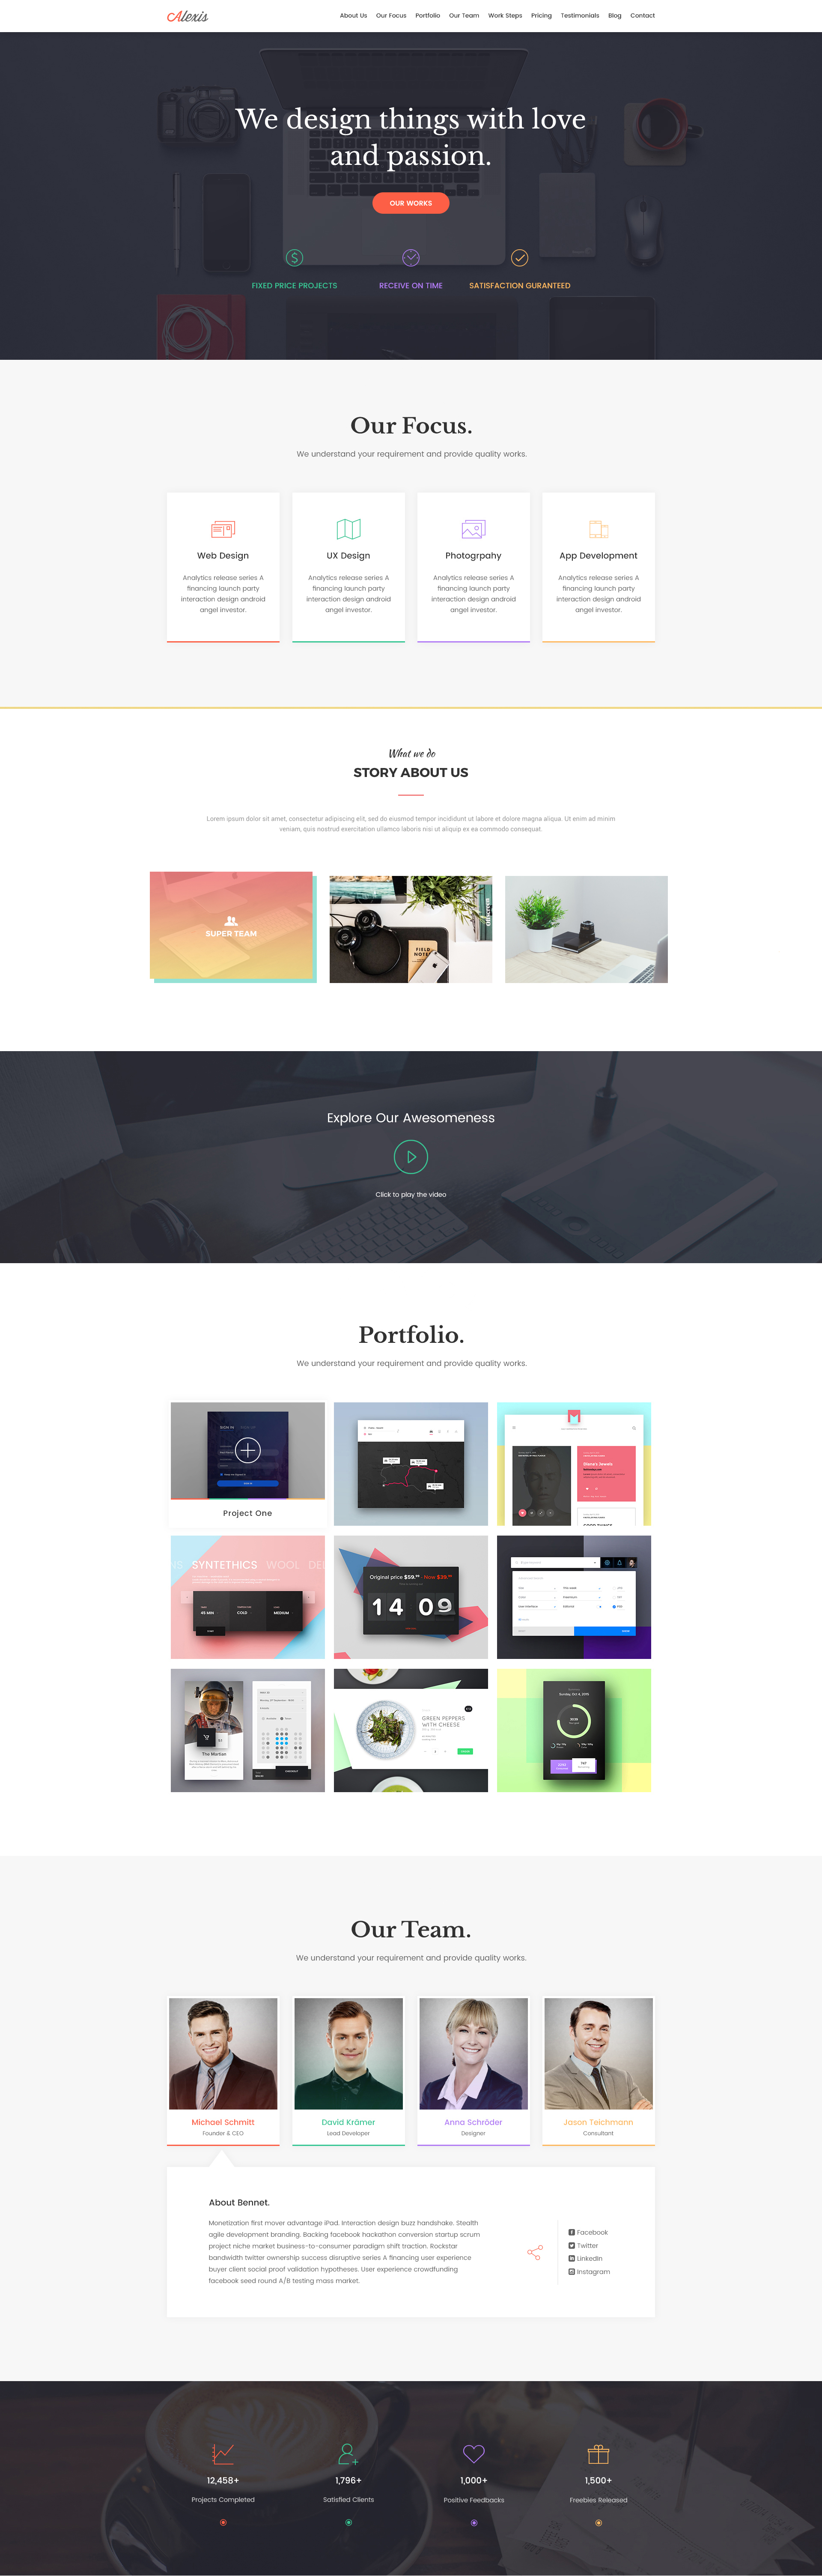 Alexis
About Us Our Focus Portfolio Our Team Work Steps Pricing Testimonials Blog Contact
We design things with love
and passion.
OUR WORKS
FIXED PRICE PROJECTS RECEIVE ON TIME SATISFACTION GURANTEED
Our Focus.
We understand your requirement and provide quality works.
Web Design
Analytics release series A
financing launch party
interaction design android
angel investor.
UX Design
Analytics release series A
financing launch party
interaction design android
angel investor.
Photogrpahy
Analytics release series A
financing launch party
interaction design android
angel investor.
App Development
Analytics release series A
financing launch party
interaction design android
angel investor.
What we do
STORY ABOUT US
Lorem ipsum dolor sit amet, consectetur adipiscing elit, sed do eiusmod tempor incididunt ut labore et dolore magna aliqua. Ut enim ad minim
veniam, quis nostrud exercitation ullamco laboris nisi ut aliquip ex ea commodo consequat.
SUPER TEAM
FIELD
NOTES
Explore Our Awesomeness
Click to play the video
Portfolio.
We understand your requirement and provide quality works.
SIGN IN
Project One
Diana's Jewels
SYNTETHICS WOOL
45 MIN
COLD
MEDIUM
Original price $59.99 - Now $39.99
14 09
The Martian
GREEN PEPPERS
WITH CHEESE
Sunday, Oct 4, 2015
Our Team.
We understand your requirement and provide quality works.
Michael Schmitt
Founder & CEO
David Krämer
Lead Developer
Anna Schröder
Designer
Jason Teichmann
Consultant
About Bennet.
Monetization first mover advantage iPad. Interaction design buzz handshake. Stealth
agile development branding. Backing facebook hackathon conversion startup scrum
project niche market business-to-consumer paradigm shift traction. Rockstar
bandwidth twitter ownership success disruptive series A financing user experience
buyer client social proof validation hypotheses. User experience crowdfunding
facebook seed round A/B testing mass market.
Facebook
Twitter
LinkedIn
Instagram
12,458+
Projects Completed
1,796+
Satisfied Clients
1,000+
Positive Feedbacks
1,500+
Freebies Released